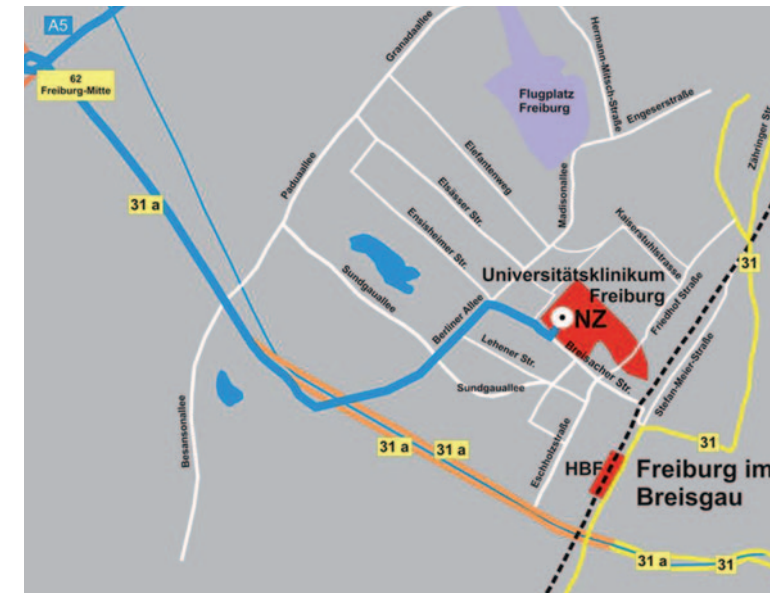 A5
62
Freiburg-Mitte
Granadaallee
Hermann-Mitsch-Straße
Flugplatz
Freiburg
Engeserstraße
Zähringer Str.
Paduaallee
Elefantenweg
Elsässer Str.
Madisonallee
31 a
Ensisheimer Str.
Kaiserstuhlstrasse
31
Sundgauallee
Universitätsklinikum
Freiburg
Friedhof Straße
Berliner Allee
NZ
Lehener Str.
Breisacher Str.
Stefan-Meier-Straße
Sundgauallee
Besansonallee
31 a
31 a
Eschholzstraße
31
HBF
Freiburg im
Breisgau
31 a
31